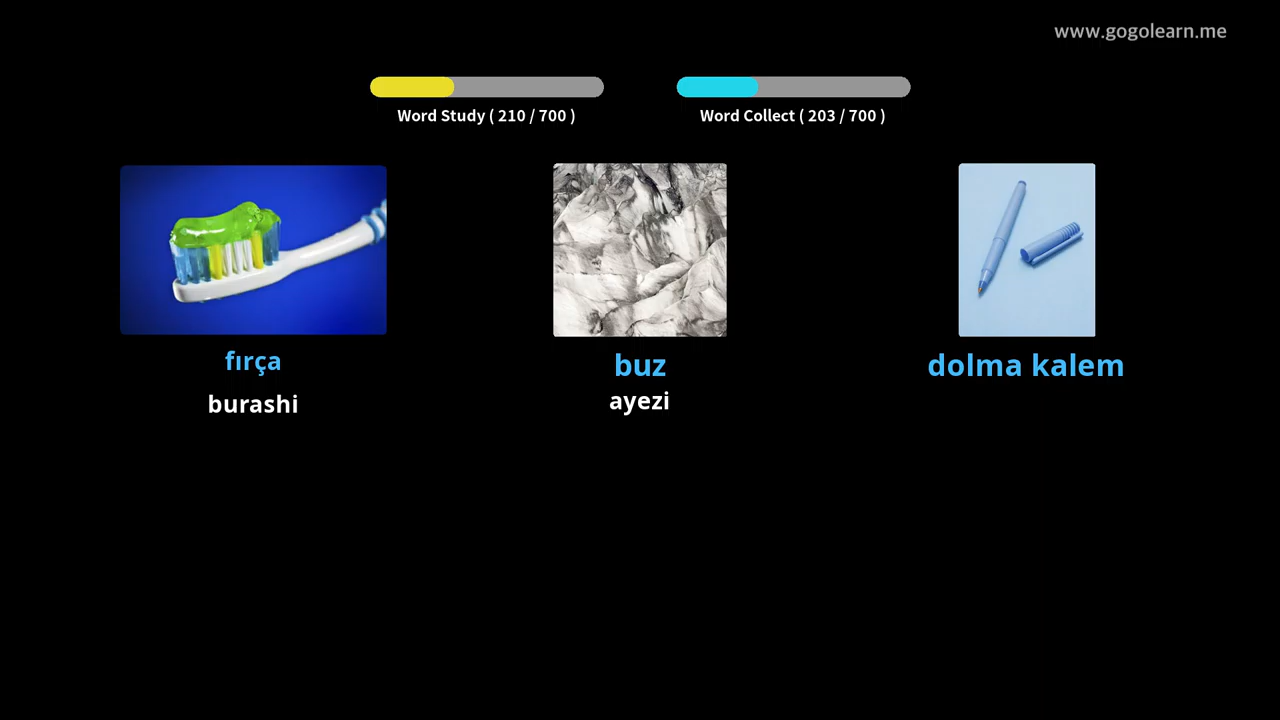 www.gogolearn.me
Word Study ( 210 / 700 )
Word Collect ( 203 / 700 )
fırça
burashi
buz
ayezi
dolma kalem